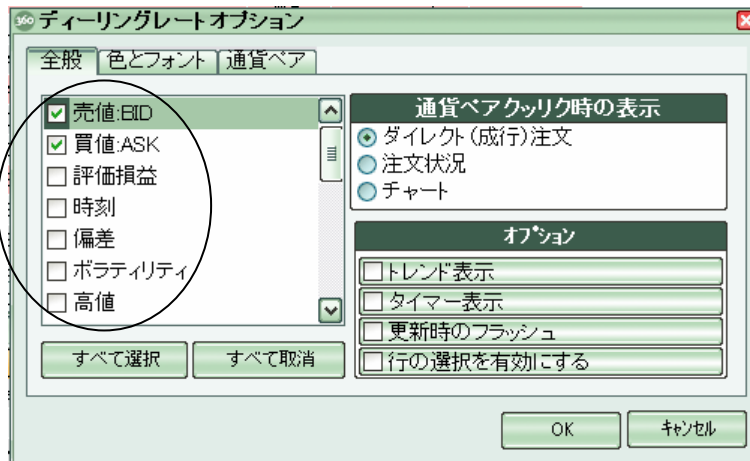 360 ディーリングレートオプション
全般 色とフォント 通貨ペア
売値:BID
買値:ASK
評価損益
時刻
偏差
ボラティリティ
高値
すべて選択 すべて取消
通貨ペアクッリク時の表示
ダイレクト(成行)注文
注文状況
チャート
オプション
トレンド表示
タイマー表示
更新時のフラッシュ
行の選択を有効にする
OK キャンセル